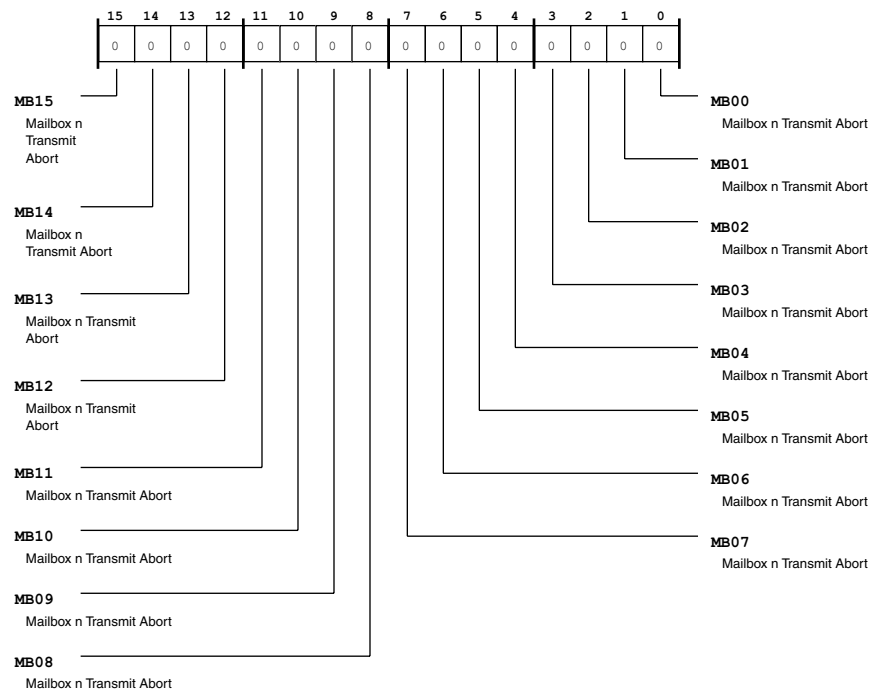 15 14 13 12 11 10 9 8 7 6 5 4 3 2 1 0
0 0 0 0 0 0 0 0 0 0 0 0 0 0 0 0
MB15
Mailbox n
Transmit
Abort
MB14
Mailbox n
Transmit Abort
MB13
Mailbox n Transmit
Abort
MB12
Mailbox n Transmit
Abort
MB11
Mailbox n Transmit Abort
MB10
Mailbox n Transmit Abort
MB09
Mailbox n Transmit Abort
MB08
Mailbox n Transmit Abort
MB00
Mailbox n Transmit Abort
MB01
Mailbox n Transmit Abort
MB02
Mailbox n Transmit Abort
MB03
Mailbox n Transmit Abort
MB04
Mailbox n Transmit Abort
MB05
Mailbox n Transmit Abort
MB06
Mailbox n Transmit Abort
MB07
Mailbox n Transmit Abort